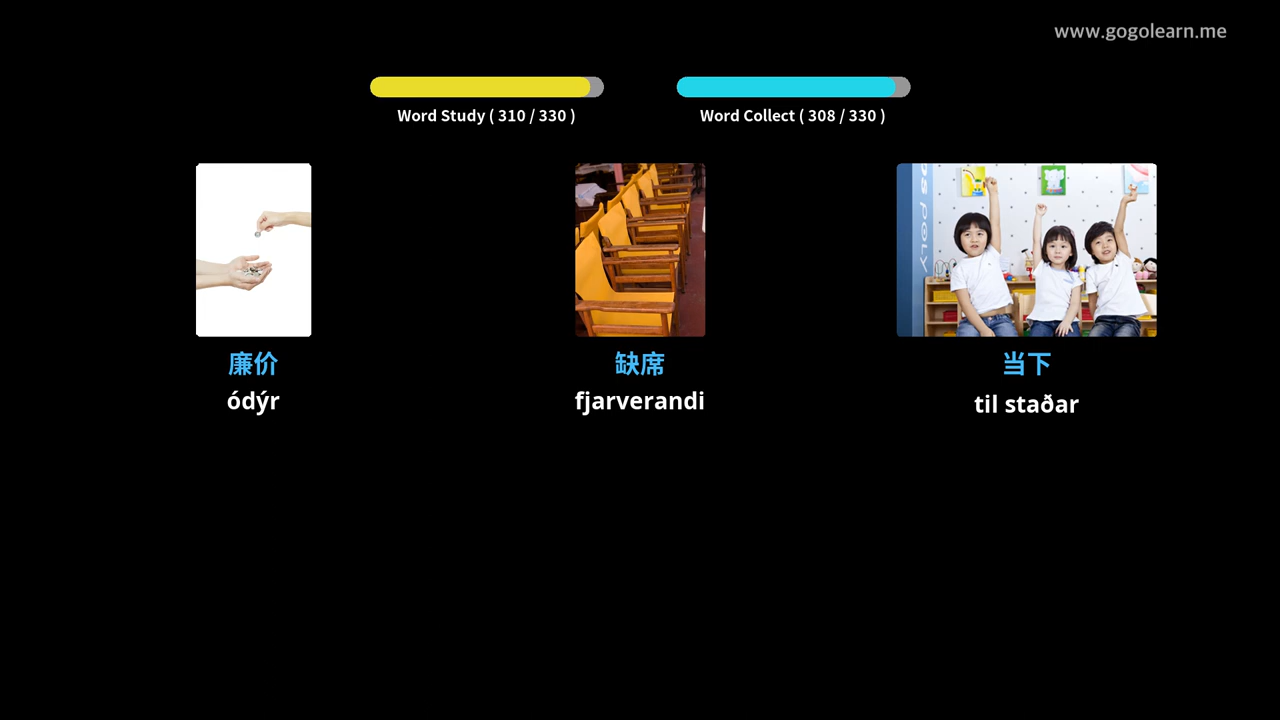 www.gogolearn.me
Word Study ( 310 / 330 )
Word Collect ( 308 / 330 )
廉价
缺席
当下
ódýr
fjarverandi
til staðar